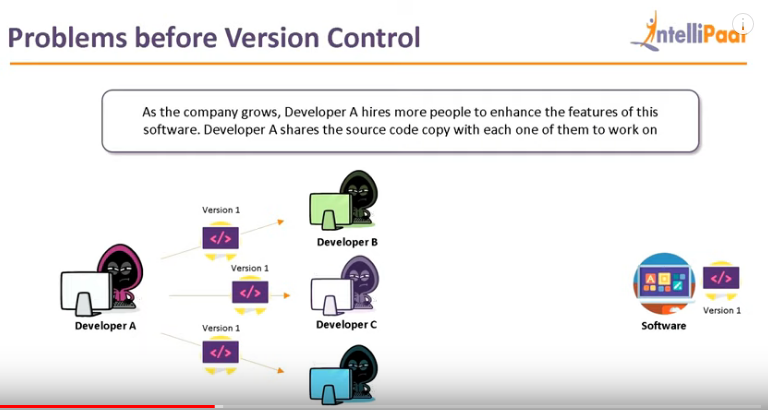 Problems before Version Control
IntelliPaat
As the company grows, Developer A hires more people to enhance the features of this
software. Developer A shares the source code copy with each one of them to work on
Version 1
</>
Developer B
Version 1
</>
Developer A
Developer C
Version 1
</>
</>
Version 1
Software